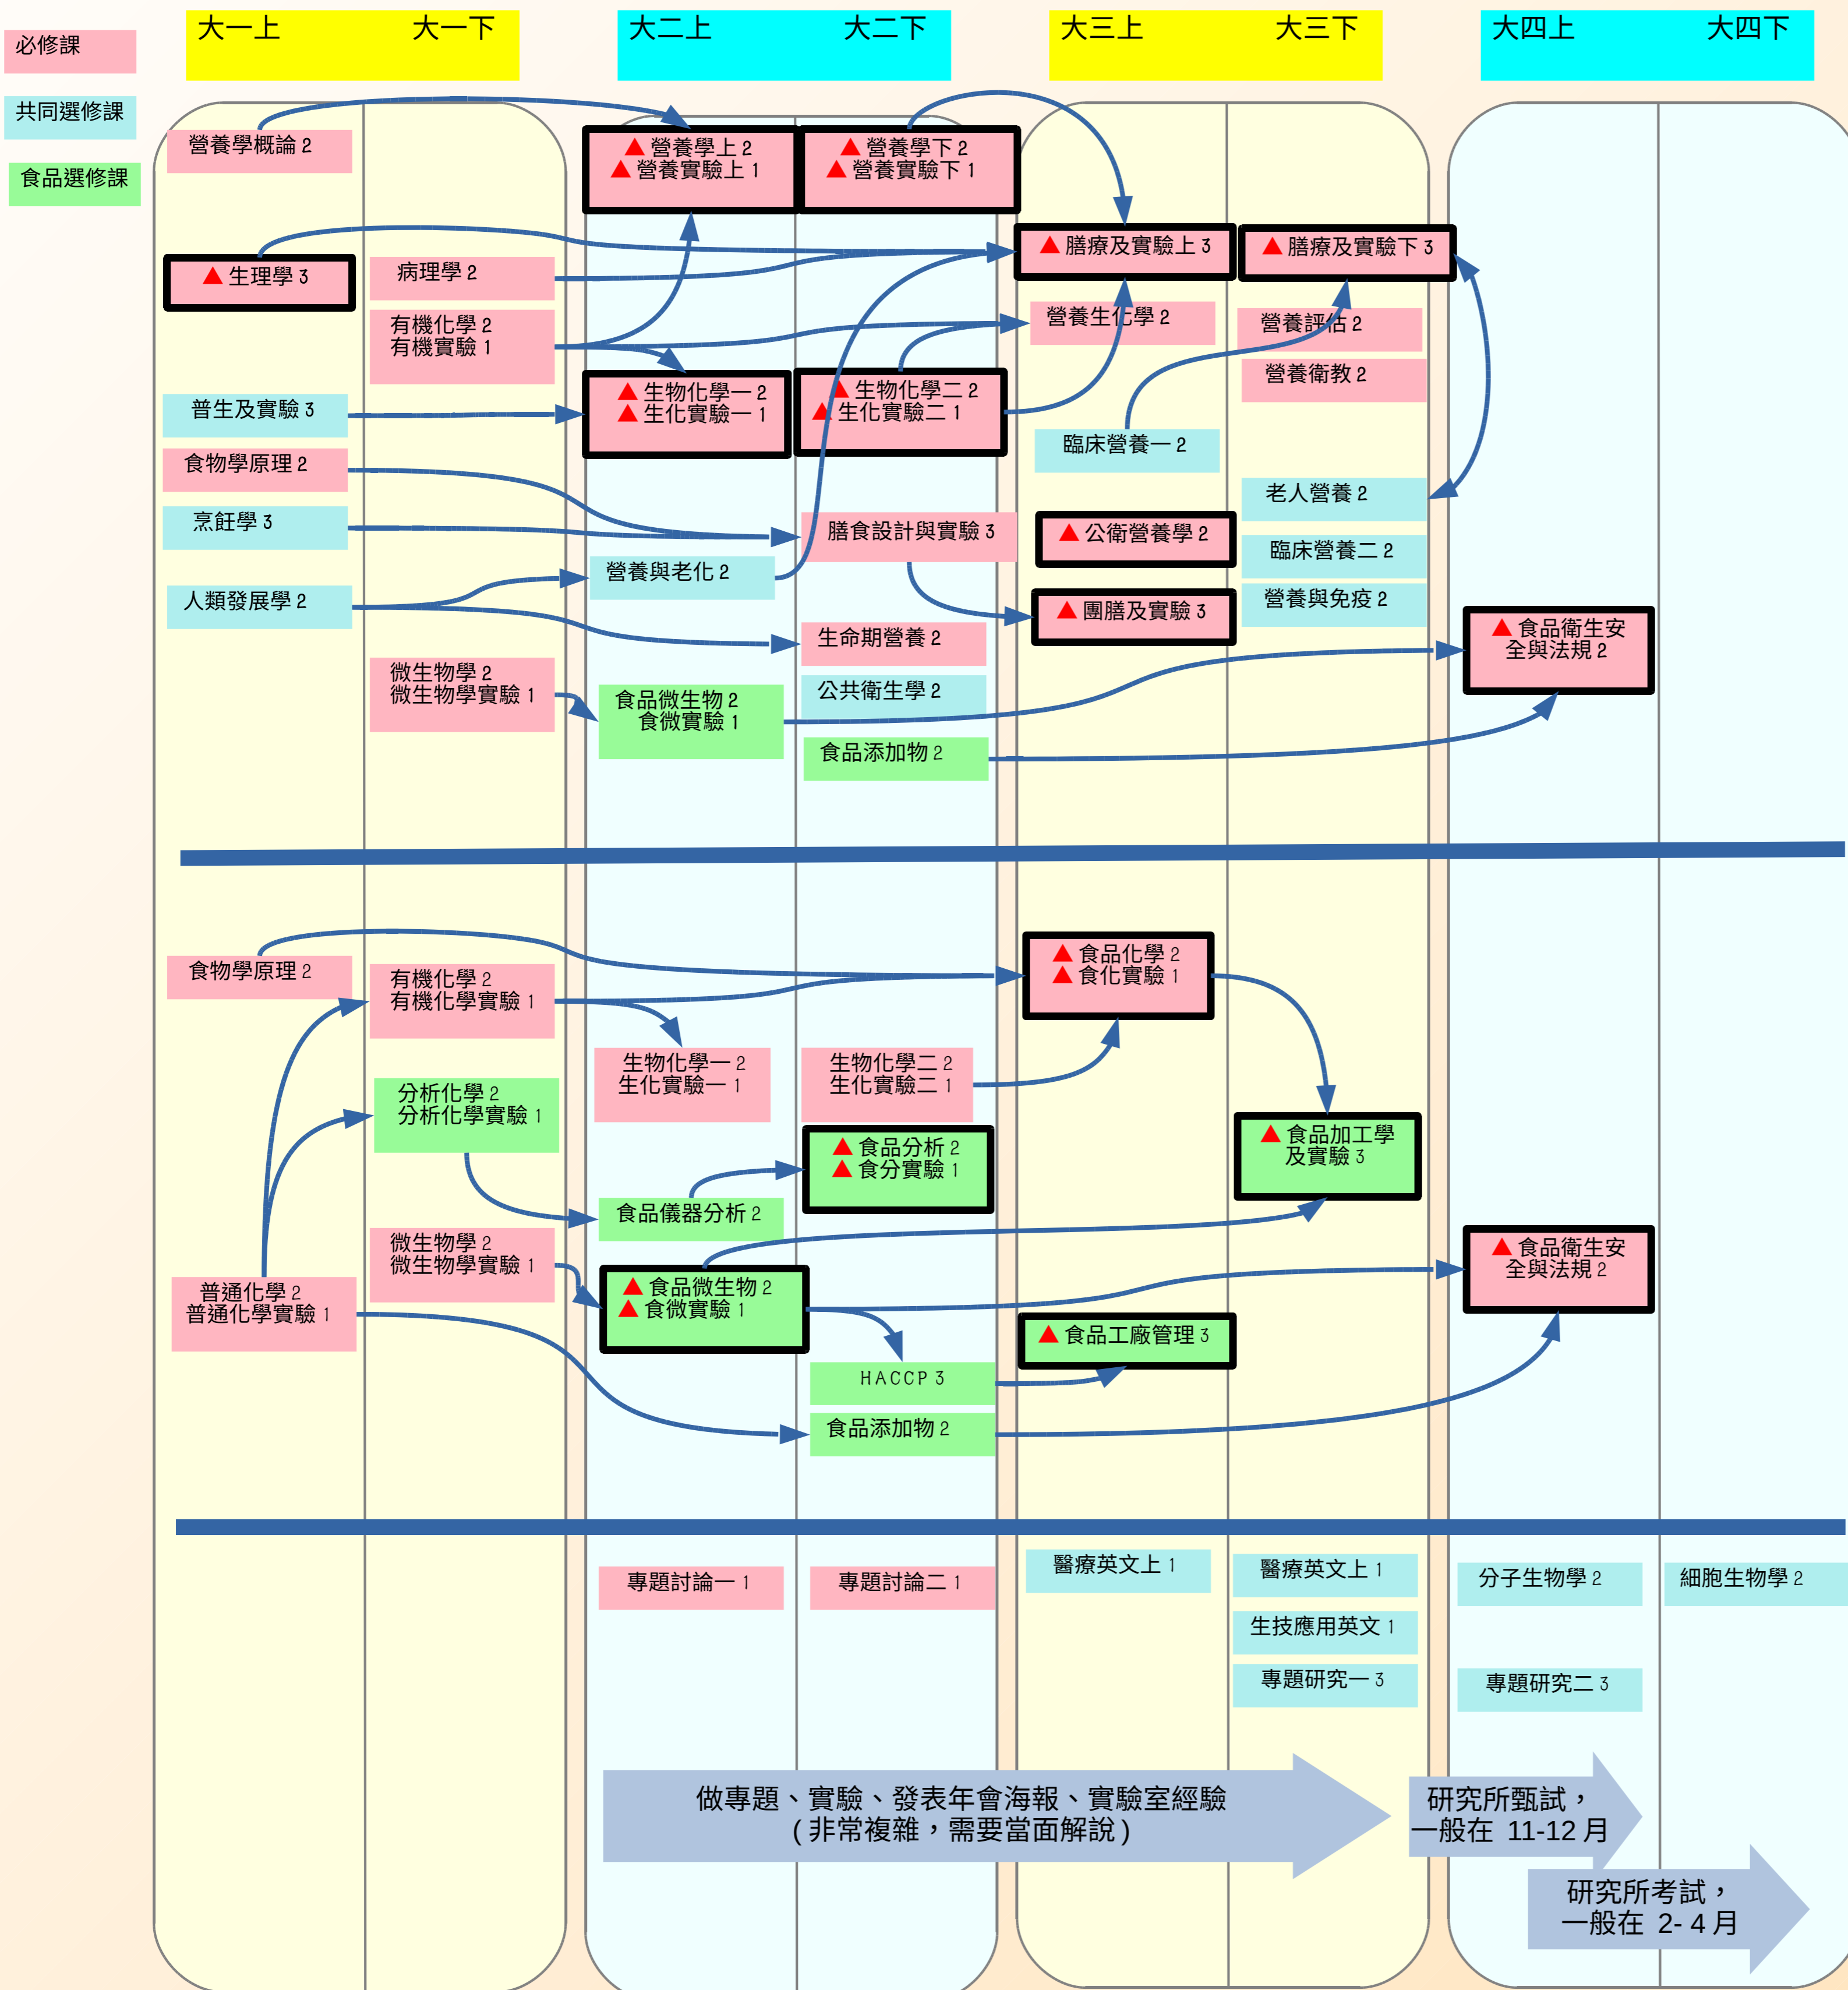 大一上
大一下
大二上
大二下
大三上
大三下
大四上
大四下
必修課
共同選修課
食品選修課
營養學概論 2
▲ 營養學上 2
▲ 營養實驗上 1
▲ 營養學下 2
▲ 營養實驗下 1
▲ 生理學 3
病理學 2
▲ 膳療及實驗上 3
▲ 膳療及實驗下 3
有機化學 2
有機實驗 1
營養生化學 2
營養評估 2
營養衛教 2
普生及實驗 3
▲ 生物化學一 2
▲ 生化實驗一 1
▲ 生物化學二 2
▲ 生化實驗二 1
臨床營養一 2
食物學原理 2
老人營養 2
烹飪學 3
膳食設計與實驗 3
▲ 公衛營養學 2
臨床營養二 2
營養與老化 2
人類發展學 2
▲ 團膳及實驗 3
營養與免疫 2
生命期營養 2
▲ 食品衛生安
全與法規 2
微生物學 2
微生物學實驗 1
食品微生物 2
食微實驗 1
公共衛生學 2
食品添加物 2
食物學原理 2
有機化學 2
有機化學實驗 1
▲ 食品化學 2
▲ 食化實驗 1
生物化學一 2
生化實驗一 1
生物化學二 2
生化實驗二 1
分析化學 2
分析化學實驗 1
▲ 食品分析 2
▲ 食分實驗 1
▲ 食品加工學
及實驗 3
食品儀器分析 2
微生物學 2
微生物學實驗 1
▲ 食品衛生安
全與法規 2
普通化學 2
普通化學實驗 1
▲ 食品微生物 2
▲ 食微實驗 1
▲ 食品工廠管理 3
HACCP 3
食品添加物 2
專題討論一 1
專題討論二 1
醫療英文上 1
醫療英文上 1
分子生物學 2
細胞生物學 2
生技應用英文 1
專題研究一 3
專題研究二 3
做專題、實驗、發表年會海報、實驗室經驗
(非常複雜，需要當面解說)
研究所甄試，
一般在 11-12 月
研究所考試，
一般在 2- 4 月